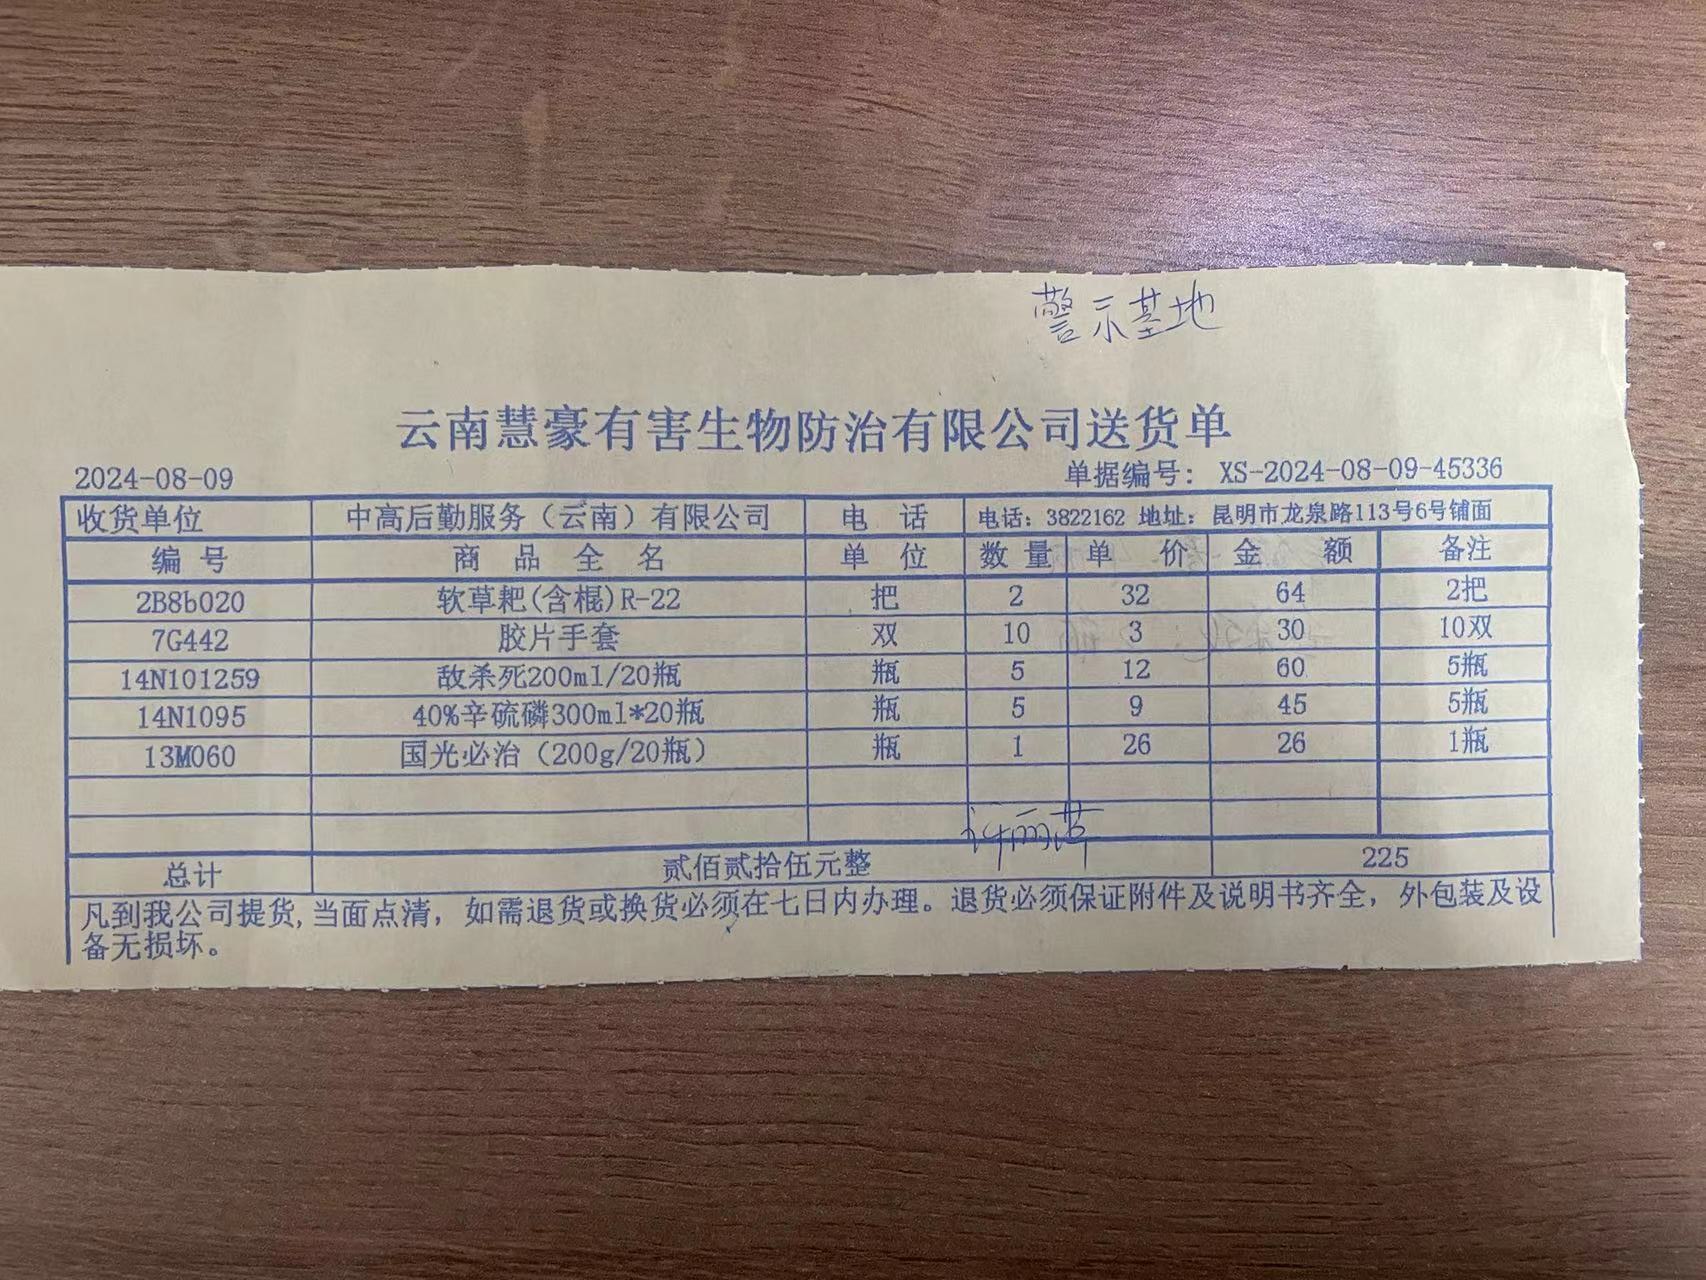 警示基地
云南慧豪有害生物防治有限公司送货单
2024-08-09 单据编号: XS-2024-08-09-45336
收货单位 中高后勤服务（云南）有限公司 电 话 电话: 3822162 地址: 昆明市龙泉路113号6号铺面
编 号 商 品 全 名 单 位 数 量 单 价 金 额 备注
2B8b020 软草耙(含棍)R-22 把 2 32 64 2把
7G442 胶片手套 双 10 3 30 10双
14N101259 敌杀死200ml/20瓶 瓶 5 12 60 5瓶
14N1095 40%辛硫磷300ml*20瓶 瓶 5 9 45 5瓶
13M060 国光必治（200g/20瓶） 瓶 1 26 26 1瓶
总计 贰佰贰拾伍元整 225
凡到我公司提货,当面点清，如需退货或换货必须在七日内办理。退货必须保证附件及说明书齐全，外包装及设
备无损坏。